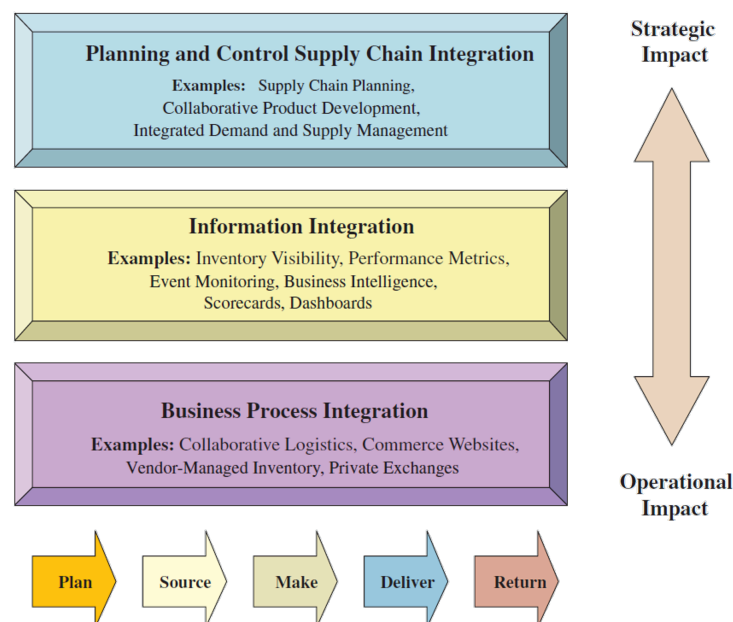 Planning and Control Supply Chain Integration
Examples: Supply Chain Planning,
Collaborative Product Development,
Integrated Demand and Supply Management
Strategic
Impact
Information Integration
Examples: Inventory Visibility, Performance Metrics,
Event Monitoring, Business Intelligence,
Scorecards, Dashboards
Business Process Integration
Examples: Collaborative Logistics, Commerce Websites,
Vendor-Managed Inventory, Private Exchanges
Operational
Impact
Plan
Source
Make
Deliver
Return